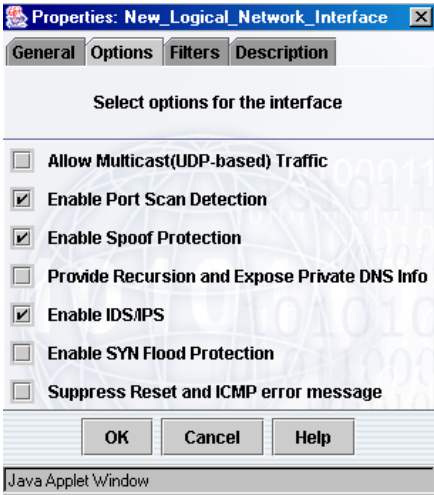 Properties: New_Logical_Network_Interface
General Options Filters Description
Select options for the interface
Allow Multicast(UDP-based) Traffic
Enable Port Scan Detection
Enable Spoof Protection
Provide Recursion and Expose Private DNS Info
Enable IDS/IPS
Enable SYN Flood Protection
Suppress Reset and ICMP error message
OK Cancel Help
Java Applet Window